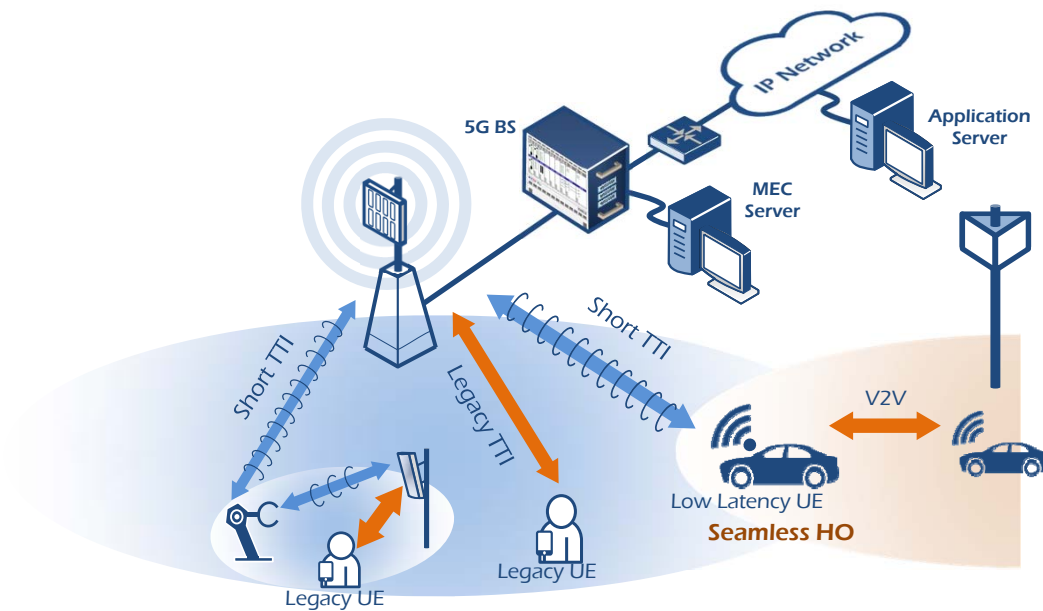 IP Network
5G BS
Application
Server
MEC
Server
Short TTI
Short TTI
Legacy TTI
V2V
Low Latency UE
Seamless HO
Legacy UE
Legacy UE